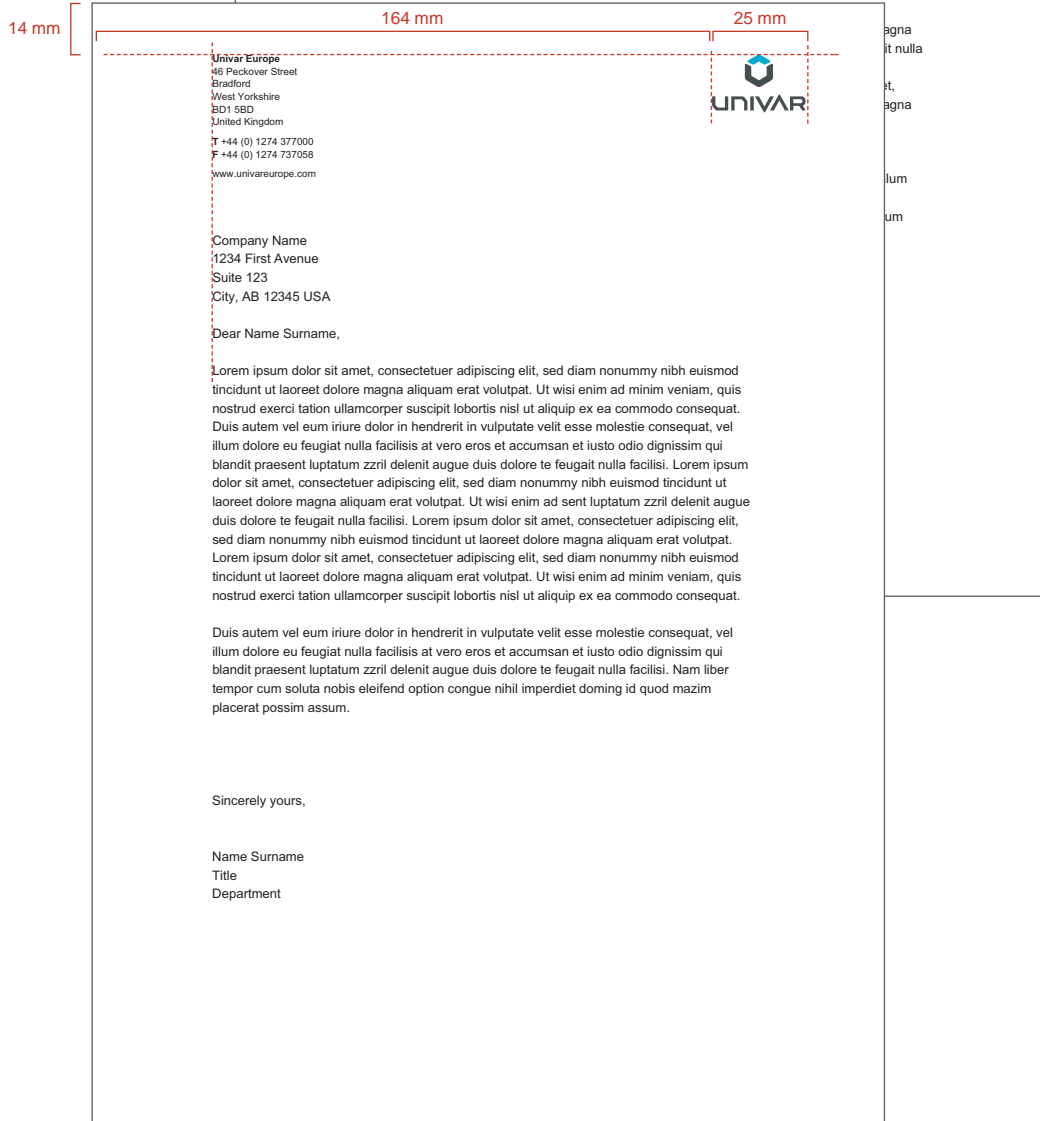 14 mm
164 mm
25 mm
Univar Europe
46 Peckover Street
Bradford
West Yorkshire
BD1 5BD
United Kingdom
T +44 (0) 1274 377000
F +44 (0) 1274 737058
www.univareurope.com
UNIVAR
Company Name
1234 First Avenue
Suite 123
City, AB 12345 USA
Dear Name Surname,
Lorem ipsum dolor sit amet, consectetuer adipiscing elit, sed diam nonummy nibh euismod
tincidunt ut laoreet dolore magna aliquam erat volutpat. Ut wisi enim ad minim veniam, quis
nostrud exerci tation ullamcorper suscipit lobortis nisl ut aliquip ex ea commodo consequat.
Duis autem vel eum iriure dolor in hendrerit in vulputate velit esse molestie consequat, vel
illum dolore eu feugiat nulla facilisis at vero eros et accumsan et iusto odio dignissim qui
blandit praesent luptatum zzril delenit augue duis dolore te feugait nulla facilisi. Lorem ipsum
dolor sit amet, consectetuer adipiscing elit, sed diam nonummy nibh euismod tincidunt ut
laoreet dolore magna aliquam erat volutpat. Ut wisi enim ad sent luptatum zzril delenit augue
duis dolore te feugait nulla facilisi. Lorem ipsum dolor sit amet, consectetuer adipiscing elit,
sed diam nonummy nibh euismod tincidunt ut laoreet dolore magna aliquam erat volutpat.
Lorem ipsum dolor sit amet, consectetuer adipiscing elit, sed diam nonummy nibh euismod
tincidunt ut laoreet dolore magna aliquam erat volutpat. Ut wisi enim ad minim veniam, quis
nostrud exerci tation ullamcorper suscipit lobortis nisl ut aliquip ex ea commodo consequat.
Duis autem vel eum iriure dolor in hendrerit in vulputate velit esse molestie consequat, vel
illum dolore eu feugiat nulla facilisis at vero eros et accumsan et iusto odio dignissim qui
blandit praesent luptatum zzril delenit augue duis dolore te feugait nulla facilisi. Nam liber
tempor cum soluta nobis eleifend option congue nihil imperdiet doming id quod mazim
placerat possim assum.
Sincerely yours,
Name Surname
Title
Department
nulla